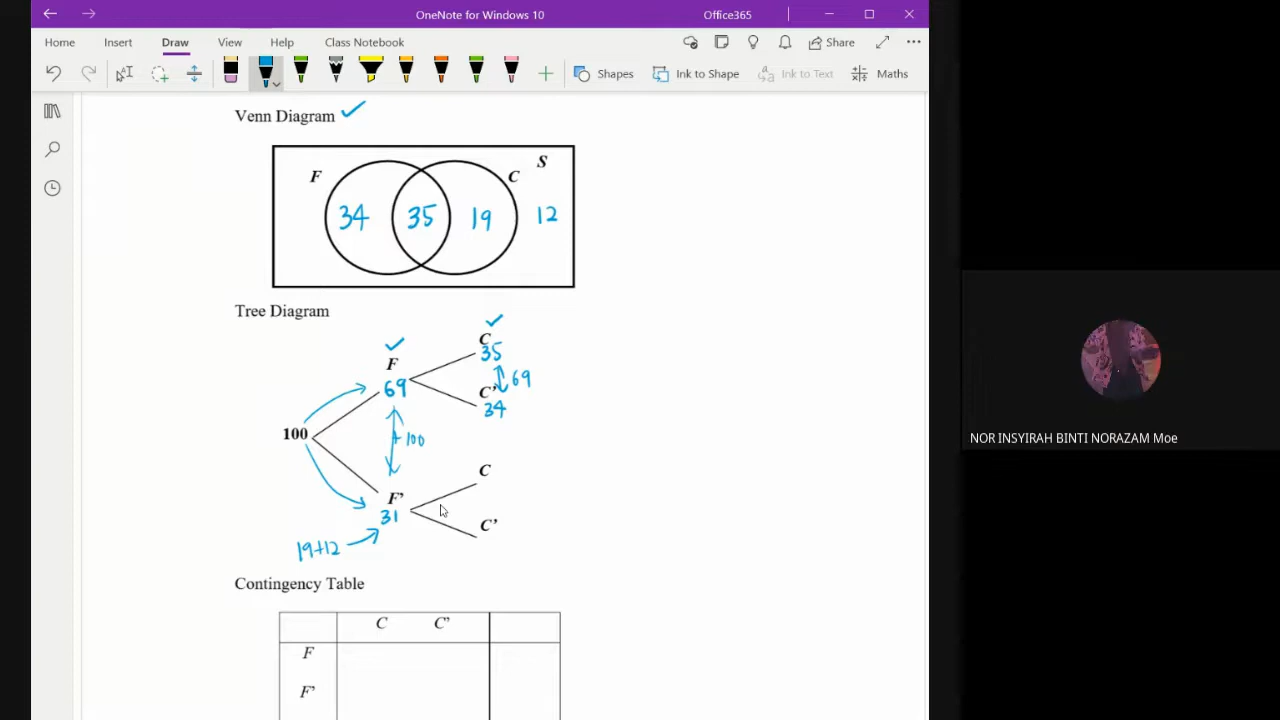 OneNote for Windows 10
Office365
Home Insert Draw View Help Class Notebook
Share
Shapes
Ink to Shape
Ink to Text
Maths
Venn Diagram
F C S
34 35 19 12
Tree Diagram
C
35
F
69
69
C'
34
100
+ 100
C
F'
31
C'
19+12
Contingency Table
C C'
F
F'
NOR INSYIRAH BINTI NORAZAM Moe